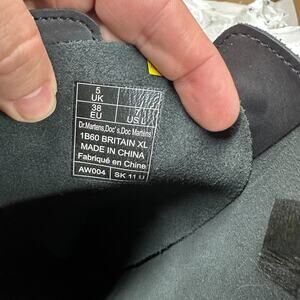 5 UK
38 EU 7 US L
Dr.Martens,Doc's,Doc Martens
1B60 BRITAIN XL
MADE IN CHINA
Fabriqué en Chine
AW004 SK 11 U